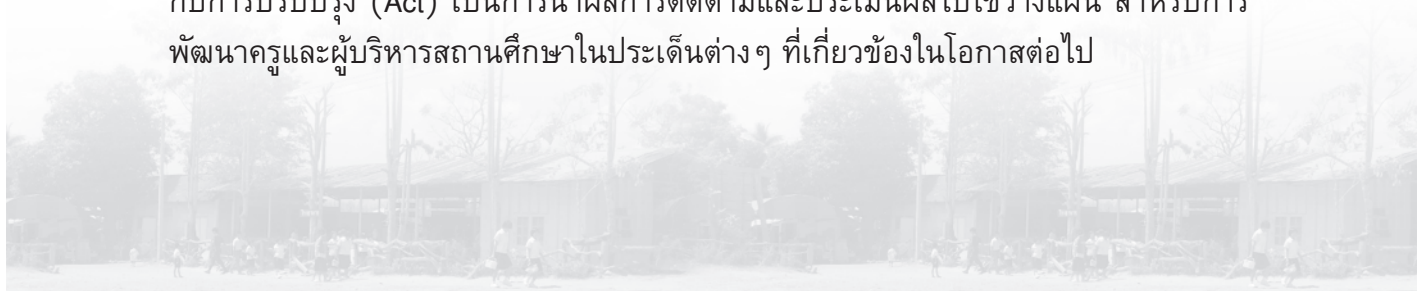 กับการปรับปรุง (Act) เป็นการนำผลการติดตามและประเมินผลไปใช้วางแผน สำหรับการ
พัฒนาครูและผู้บริหารสถานศึกษาในประเด็นต่างๆ ที่เกี่ยวข้องในโอกาสต่อไป